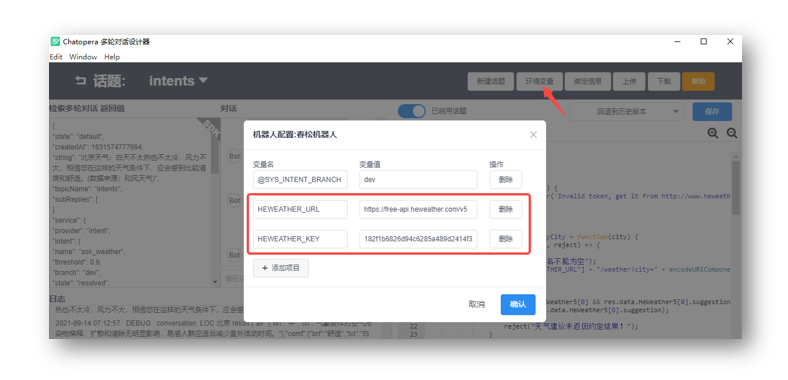 Chatopera 多轮对话设计器
Edit Window Help
话题: intents
新建话题 环境变量 绑定信息 上传 下载 帮助
检索多轮对话 返回值
对话
已启用话题
回退到历史版本
保存
{
"state": "default",
"createdAt": 1631574777694,
"string": "北京天气：白天不太热也不太冷，风力不
大，相信您在这样的天气条件下，应会感到比较清
爽和舒适。(数据来源：和风天气)",
"topicName": "intents",
"subReplies": [
]
"service": {
"provider": "intent",
"intent": {
"name": "ask_weather",
"threshold": 0.9,
"branch": "dev",
"state": "resolved",
Bot
Bot
Bot
机器人配置:春松机器人
变量名 变量值 操作
@SYS_INTENT_BRANCH dev 删除
HEWEATHER_URL https://free-api.heweather.com/v5 删除
HEWEATHER_KEY 182f1b6826d94c6285a489d2414f3 删除
+ 添加项目
取消 确认
) {
r("Invalid token, get it from http://www.heweath
yCity = function(city) {
, reject) => {
名不能为空");
THER_URL"] + "/weather?city=" + encodeURICompone
Weather5[0] && res.data.HeWeather5[0].suggestion
.data.HeWeather5[0].suggestion);
22 reject("天气建议未返回约定结果！");
23 }
日志
热也不太冷，风力不大，相信您在这样的天气条件下，应会
2021-09-14 07:12:57 DEBUG conversation LOC 北京